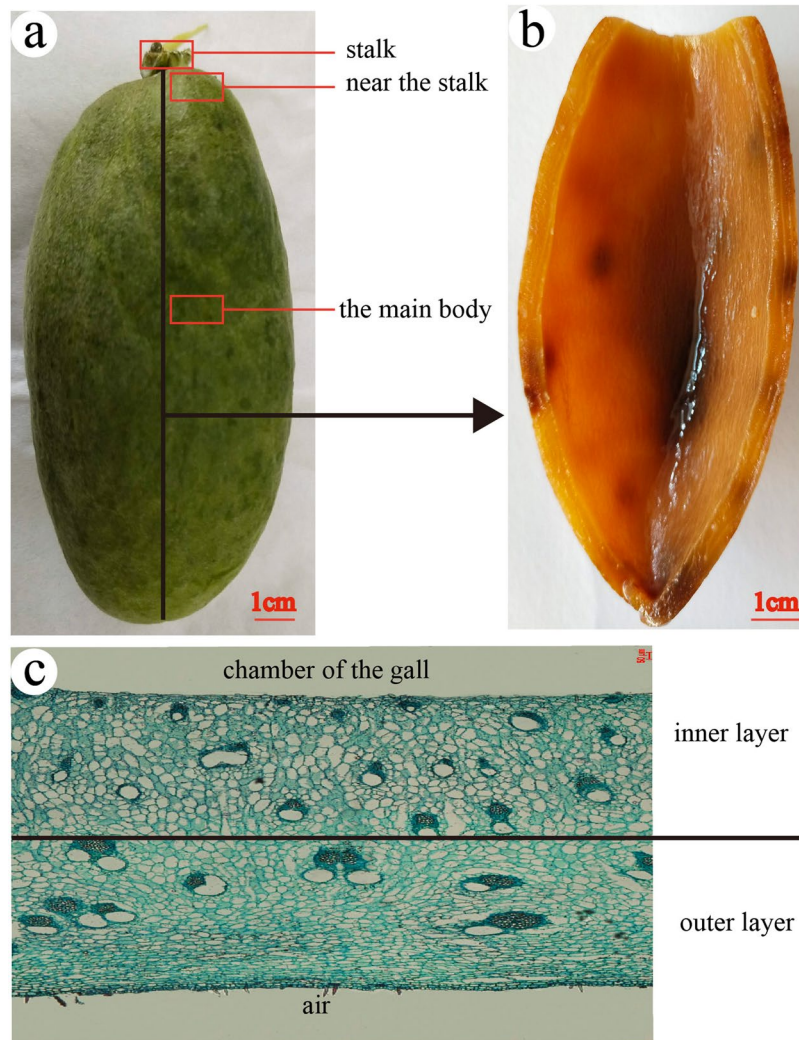 a
stalk
near the stalk
the main body
1cm
b
1cm
c
chamber of the gall
inner layer
outer layer
air